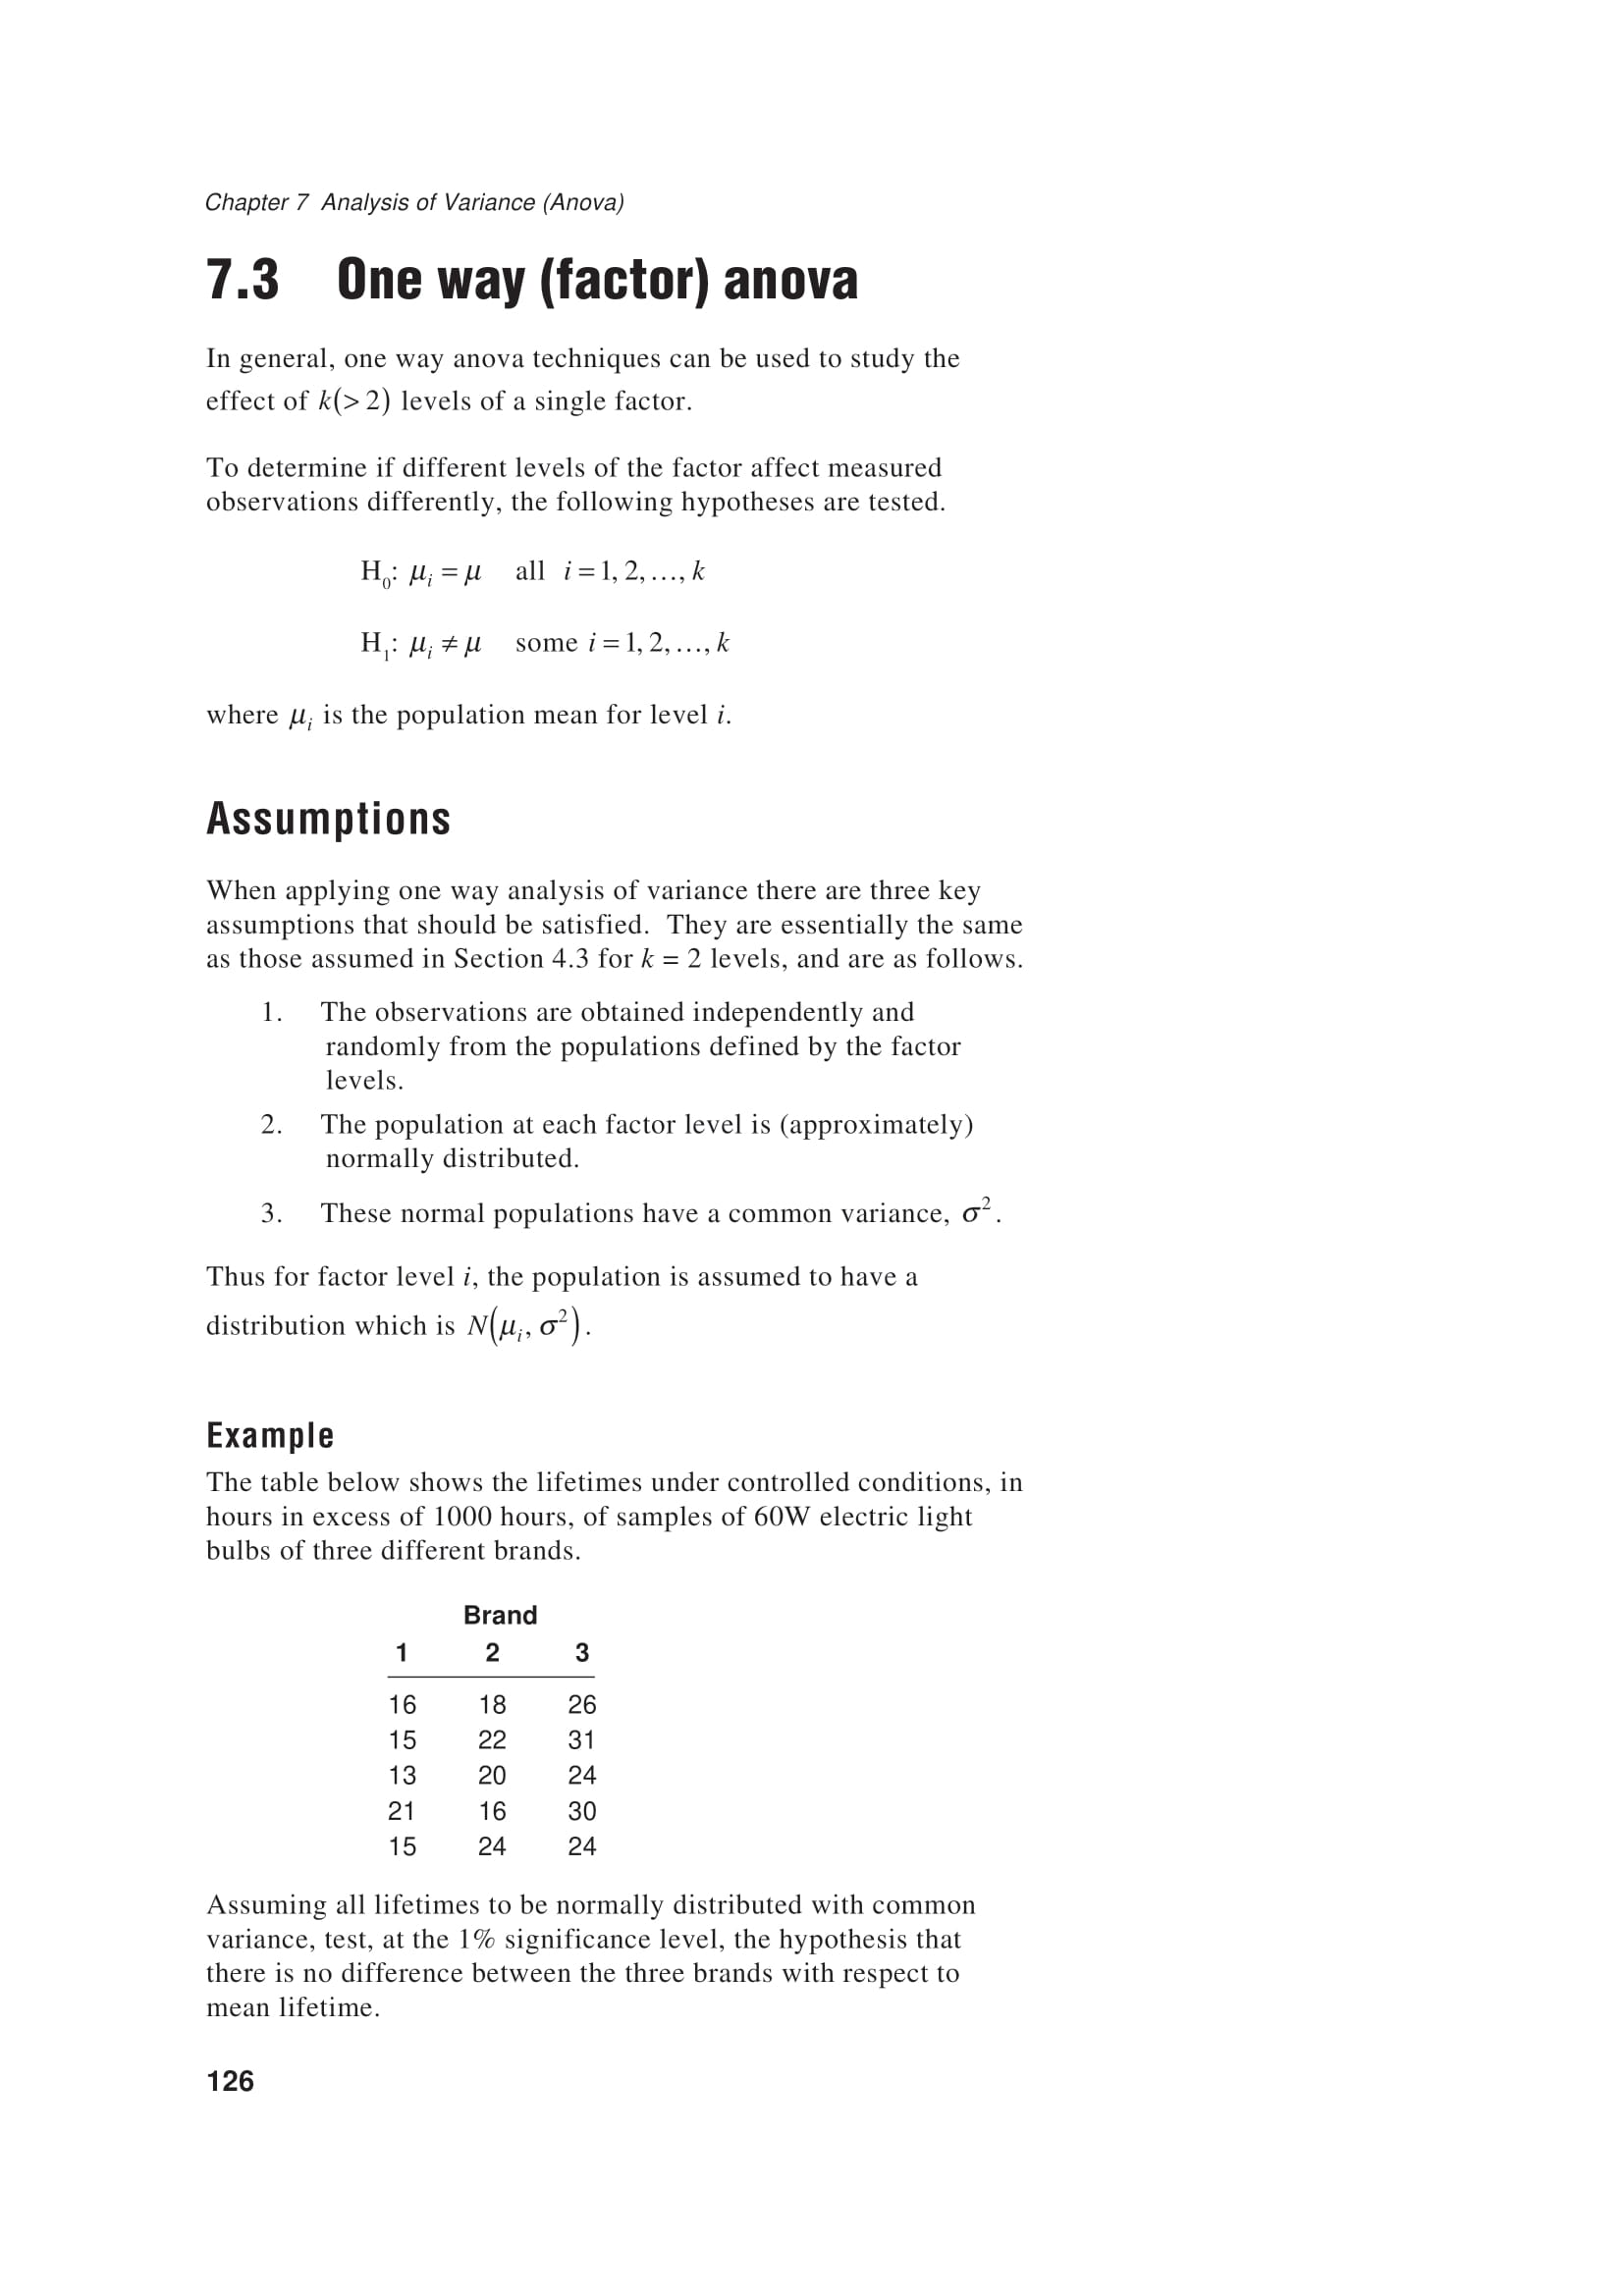 Chapter 7 Analysis of Variance (Anova)
7.3 One way (factor) anova
In general, one way anova techniques can be used to study the
effect of k(> 2) levels of a single factor.
To determine if different levels of the factor affect measured
observations differently, the following hypotheses are tested.
H₀: μᵢ = μ all i = 1, 2, ..., k
H₁: μᵢ ≠ μ some i = 1, 2, ..., k
where μᵢ is the population mean for level i.
Assumptions
When applying one way analysis of variance there are three key
assumptions that should be satisfied. They are essentially the same
as those assumed in Section 4.3 for k = 2 levels, and are as follows.
1. The observations are obtained independently and
randomly from the populations defined by the factor
levels.
2. The population at each factor level is (approximately)
normally distributed.
3. These normal populations have a common variance, σ².
Thus for factor level i, the population is assumed to have a
distribution which is N(μᵢ, σ²).
Example
The table below shows the lifetimes under controlled conditions, in
hours in excess of 1000 hours, of samples of 60W electric light
bulbs of three different brands.
Brand
1 2 3
16 18 26
15 22 31
13 20 24
21 16 30
15 24 24
Assuming all lifetimes to be normally distributed with common
variance, test, at the 1% significance level, the hypothesis that
there is no difference between the three brands with respect to
mean lifetime.
126